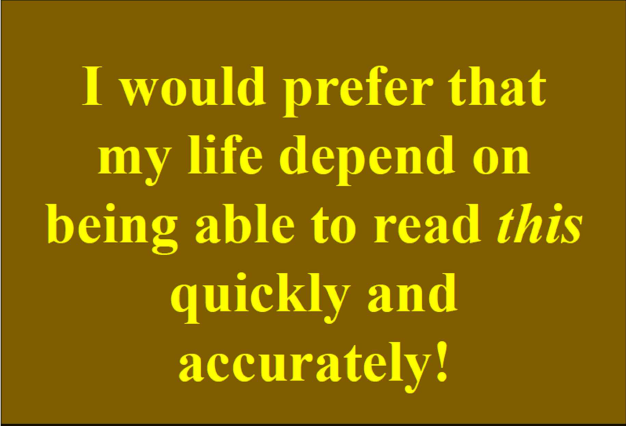 I would prefer that
my life depend on
being able to read this
quickly and
accurately!